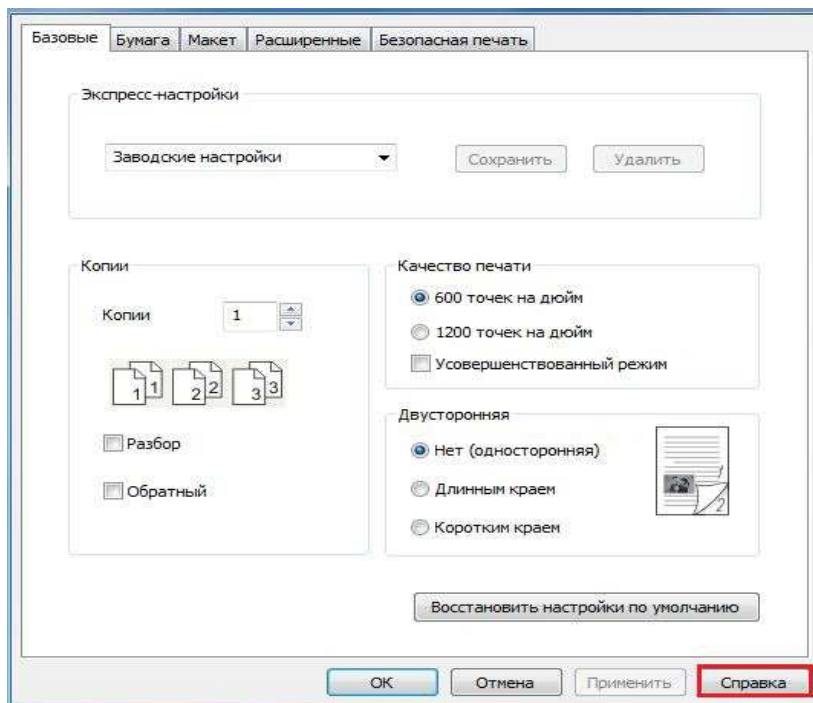 Базовые Бумага Макет Расширенные Безопасная печать
Экспресс-настройки
Заводские настройки Сохранить Удалить
Копии
Копии 1
1 1 2 2 3 3
Разбор
Обратный
Качество печати
600 точек на дюйм
1200 точек на дюйм
Усовершенствованный режим
Двусторонняя
Нет (односторонняя)
Длинным краем
Коротким краем
1
2
Восстановить настройки по умолчанию
OK Отмена Применить Справка